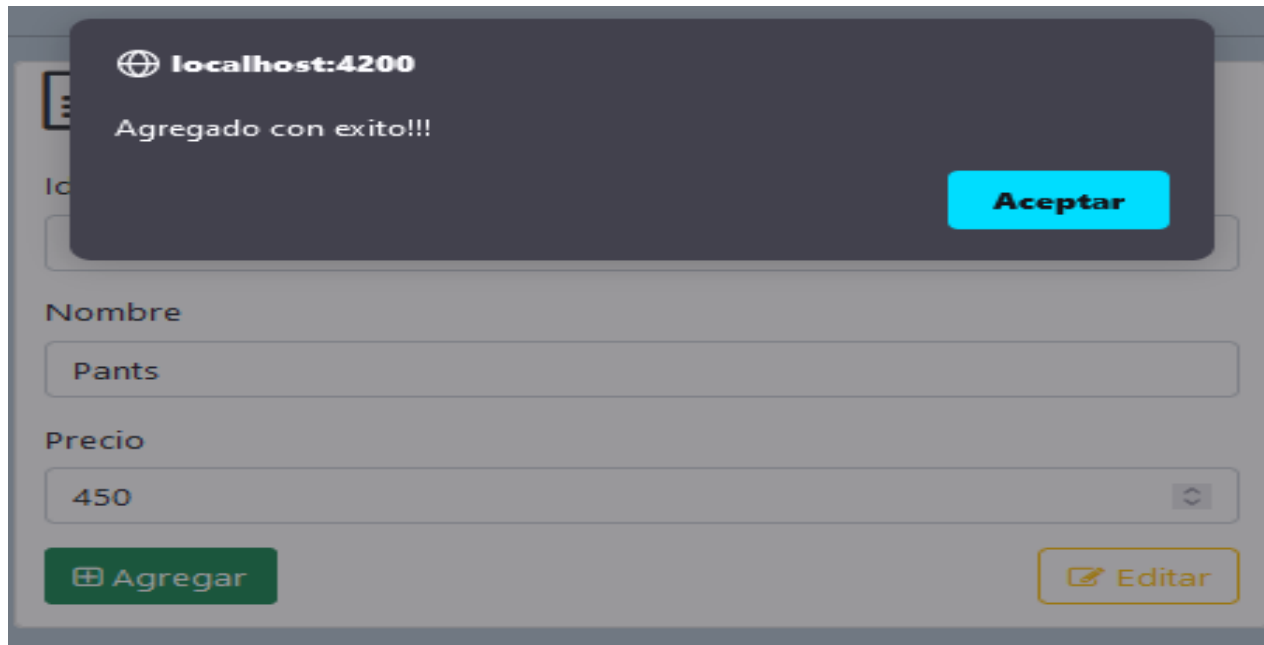 localhost:4200
Agregado con exito!!!
Aceptar
Nombre
Pants
Precio
450
Agregar
Editar